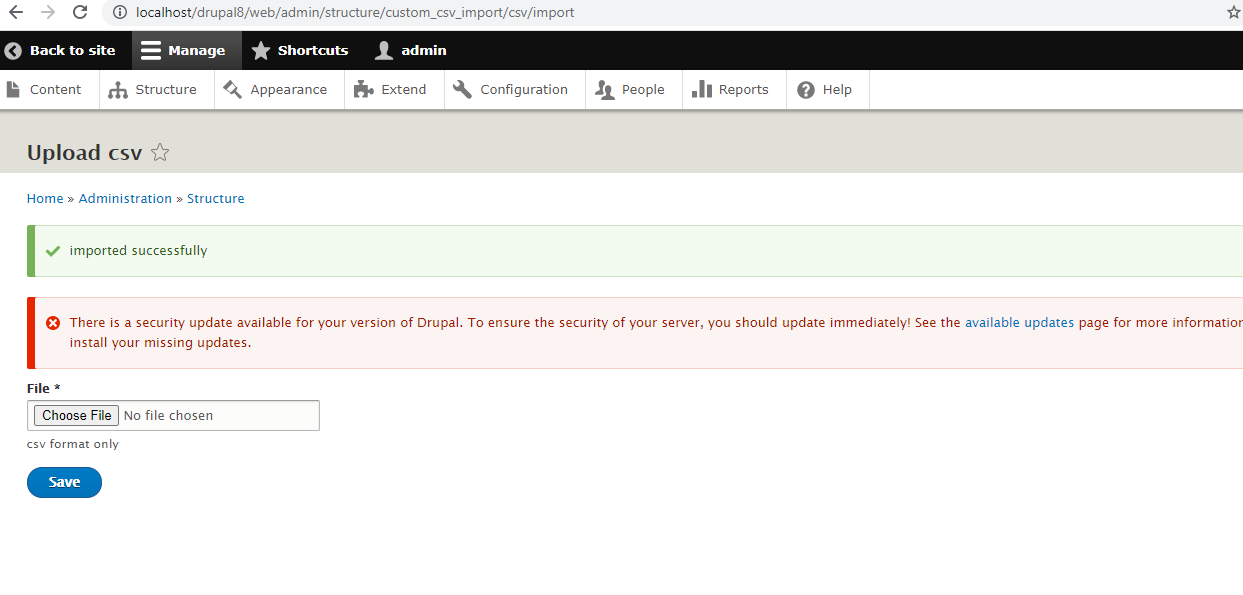 localhost/drupal8/web/admin/structure/custom_csv_import/csv/import
Back to site Manage Shortcuts admin
Content Structure Appearance Extend Configuration People Reports Help
Upload csv
Home » Administration » Structure
imported successfully
There is a security update available for your version of Drupal. To ensure the security of your server, you should update immediately! See the available updates page for more information
install your missing updates.
File *
Choose File No file chosen
csv format only
Save